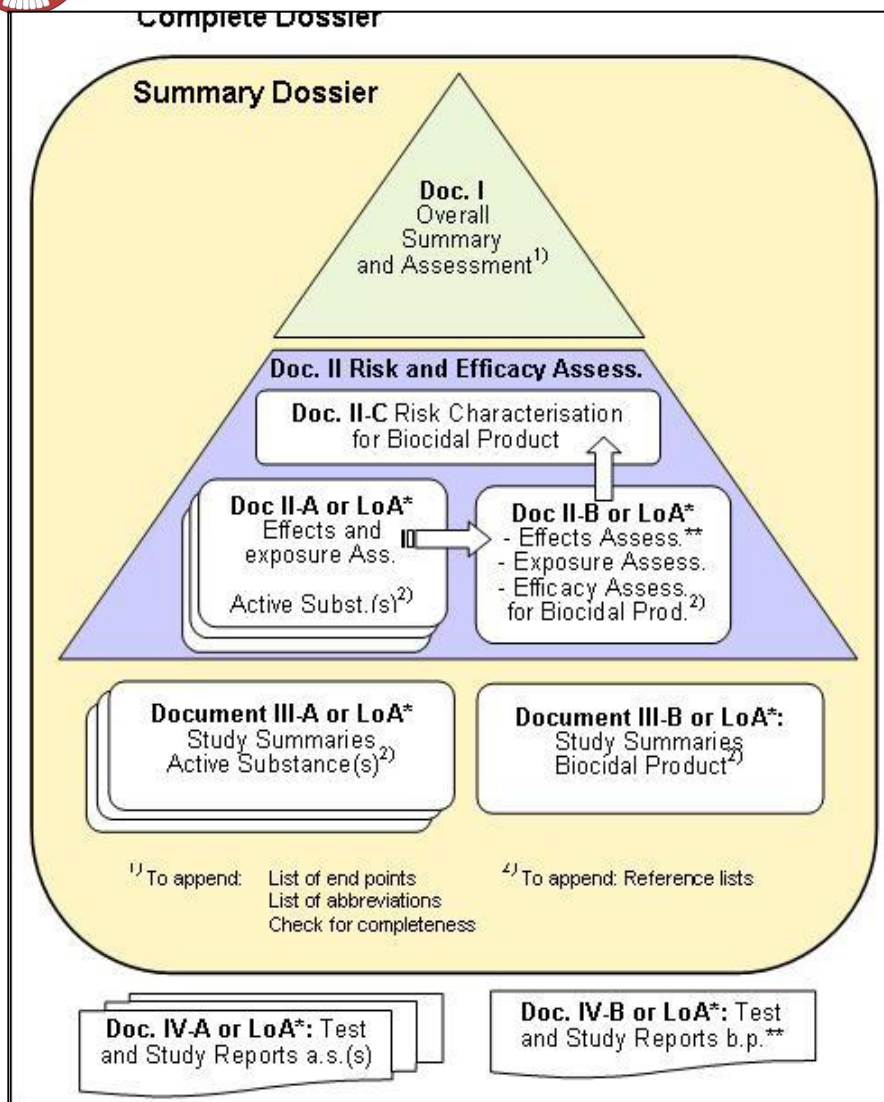 Complete Dossier
Summary Dossier
Doc. I
Overall
Summary
and Assessment1)
Doc. II Risk and Efficacy Assess.
Doc. II-C Risk Characterisation
for Biocidal Product
Doc II-A or LoA*
Effects and
exposure Ass.
Active Subst.(s)2)
Doc II-B or LoA*
- Effects Assess.**
- Exposure Assess.
- Efficacy Assess.
for Biocidal Prod.2)
Document III-A or LoA*
Study Summaries
Active Substance(s)2)
Document III-B or LoA*:
Study Summaries
Biocidal Product2)
1) To append: List of end points
List of abbreviations
Check for completeness
2) To append: Reference lists
Doc. IV-A or LoA*: Test
and Study Reports a.s.(s)
Doc. IV-B or LoA*: Test
and Study Reports b.p.**